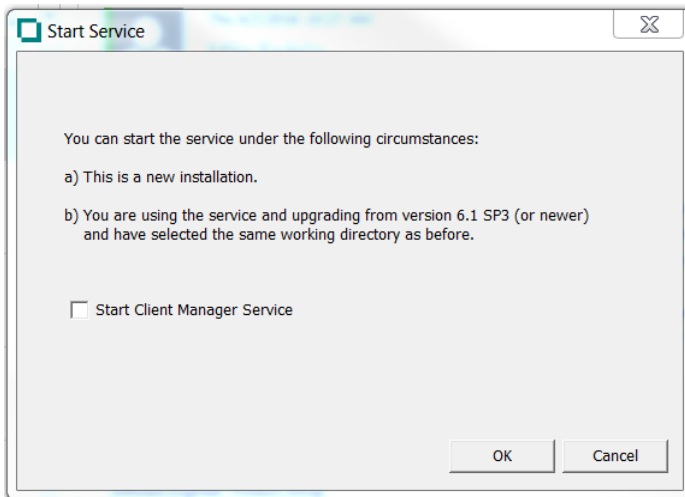 Start Service
You can start the service under the following circumstances:
a) This is a new installation.
b) You are using the service and upgrading from version 6.1 SP3 (or newer)
and have selected the same working directory as before.
Start Client Manager Service
OK
Cancel